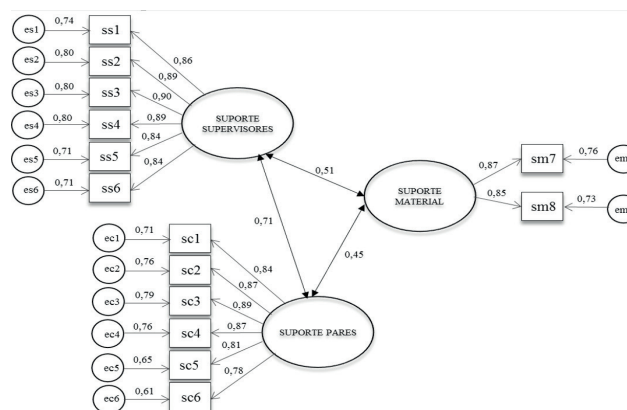 es1 0,74 ss1
es2 0,80 ss2
es3 0,80 ss3
es4 0,80 ss4
es5 0,71 ss5
es6 0,71 ss6
0,86
0,89
0,90
0,89
0,84
0,84
SUPORTE
SUPERVISORES
0,51
0,71
0,45
SUPORTE
MATERIAL
0,87
0,85
sm7 0,76 em
sm8 0,73 em
ec1 0,71 sc1
ec2 0,76 sc2
ec3 0,79 sc3
ec4 0,76 sc4
ec5 0,65 sc5
ec6 0,61 sc6
0,84
0,87
0,89
0,87
0,81
0,78
SUPORTE PARES